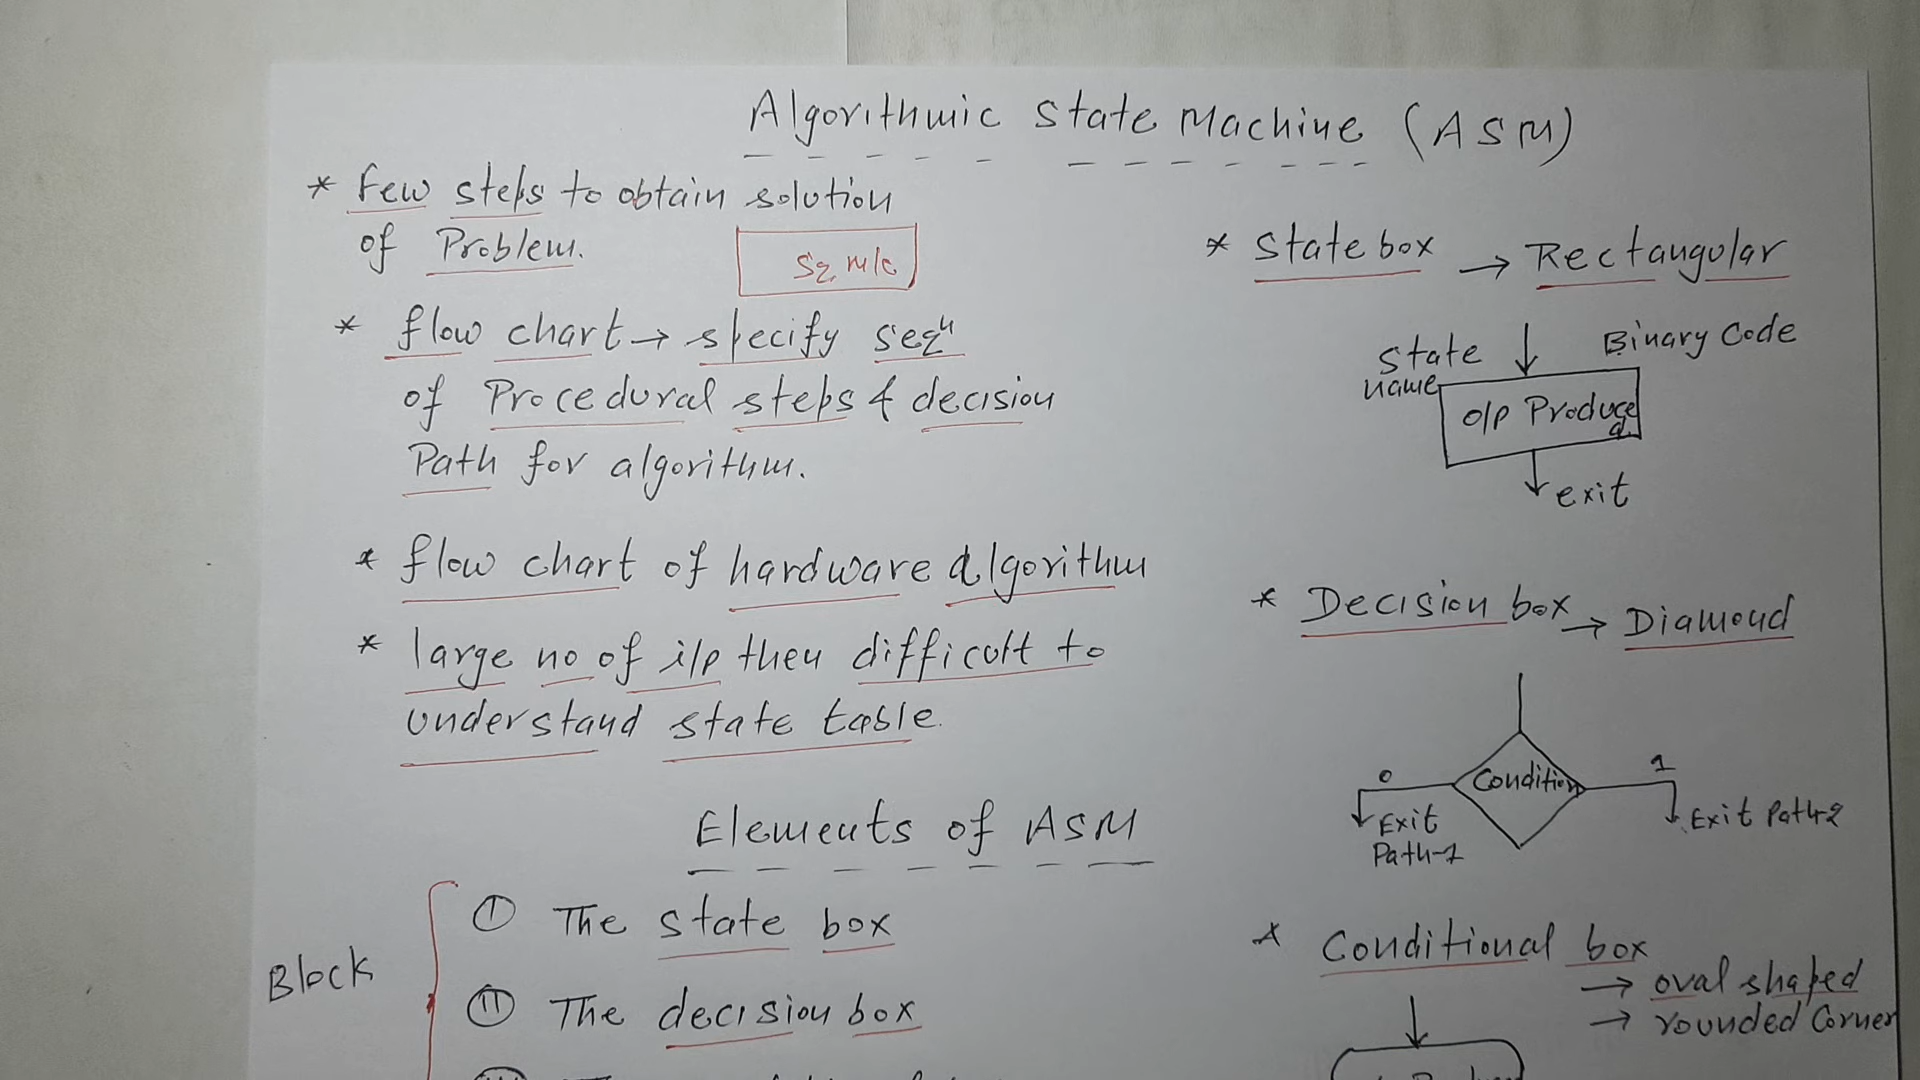 Algorithmic State Machine (ASM)
* Few steps to obtain solution
of Problem.
Sq m/c
* flow chart → specify seqⁿ
of Procedural steps & decision
Path for algorithm.
* flow chart of hardware algorithm
* large no of i/p then difficult to
understand state table.
Elements of ASM
Block
I The state box
II The decision box
III
* State box → Rectangular
State
name
Binary Code
o/p Produced
exit
* Decision box → Diamond
Condition
0
1
Exit
Path-1
Exit Path-2
* Conditional box
→ oval shaped
→ rounded Corner